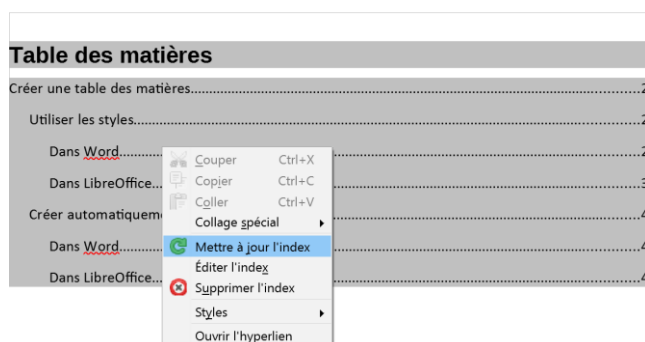 Table des matières
Créer une table des matières.....2
Utiliser les styles.....2
Dans Word.....2
Dans LibreOffice.....3
Créer automatiquem.....4
Dans Word.....4
Dans LibreOffice.....4
Couper Ctrl+X
Copier Ctrl+C
Coller Ctrl+V
Collage spécial
Mettre à jour l'index
Éditer l'index
Supprimer l'index
Styles
Ouvrir l'hyperlien